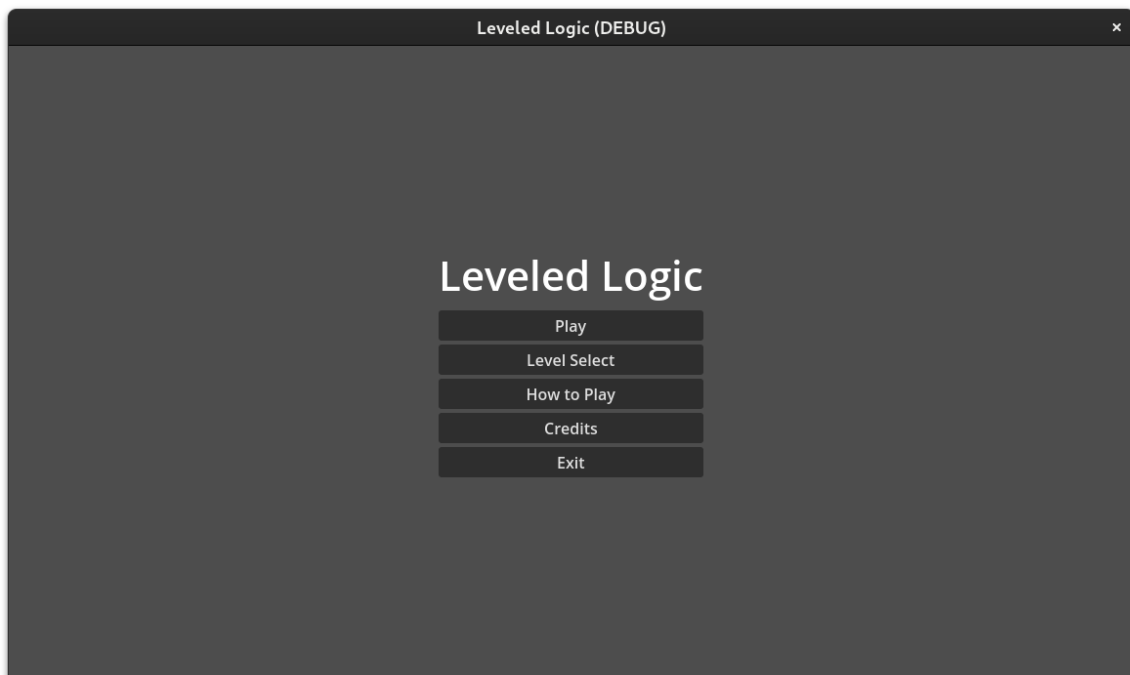 Leveled Logic (DEBUG)
Leveled Logic
Play
Level Select
How to Play
Credits
Exit